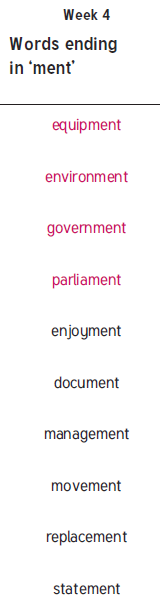 Week 4
Words ending
in ‘ment’
equipment
environment
government
parliament
enjoyment
document
management
movement
replacement
statement